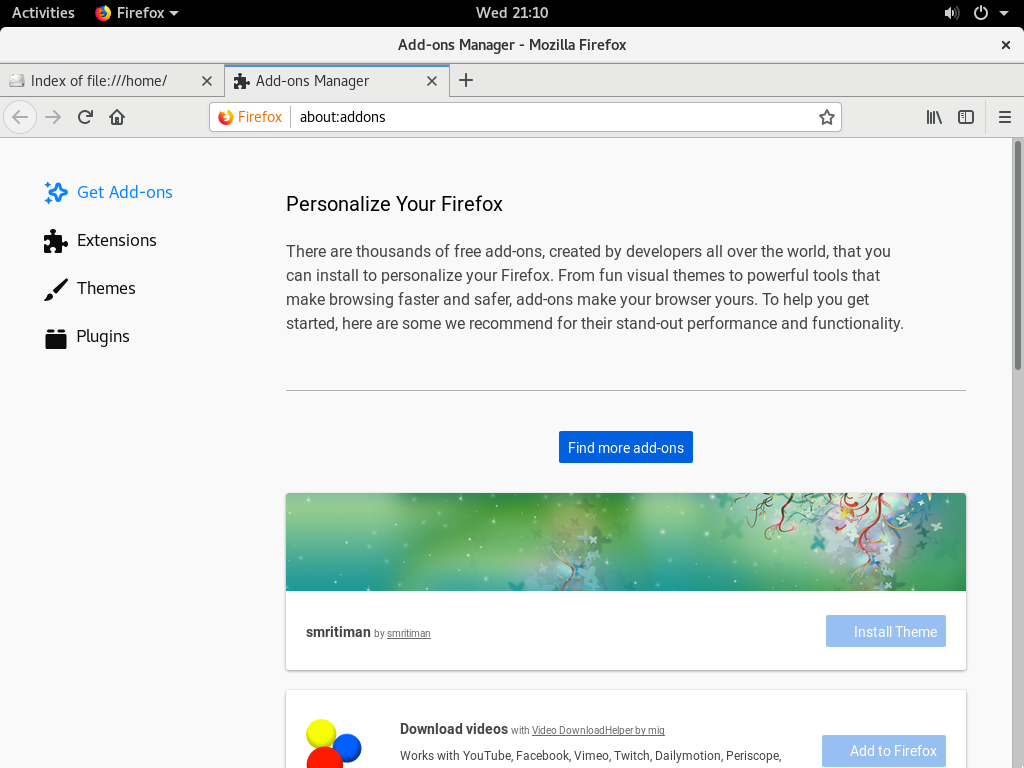 Activities Firefox Wed 21:10
Add-ons Manager - Mozilla Firefox
Index of file:///home/ Add-ons Manager
Firefox about:addons
Get Add-ons
Extensions
Themes
Plugins
Personalize Your Firefox
There are thousands of free add-ons, created by developers all over the world, that you
can install to personalize your Firefox. From fun visual themes to powerful tools that
make browsing faster and safer, add-ons make your browser yours. To help you get
started, here are some we recommend for their stand-out performance and functionality.
Find more add-ons
smritiman by smritiman
Install Theme
Download videos with Video DownloadHelper by mig
Works with YouTube, Facebook, Vimeo, Twitch, Dailymotion, Periscope,
Add to Firefox